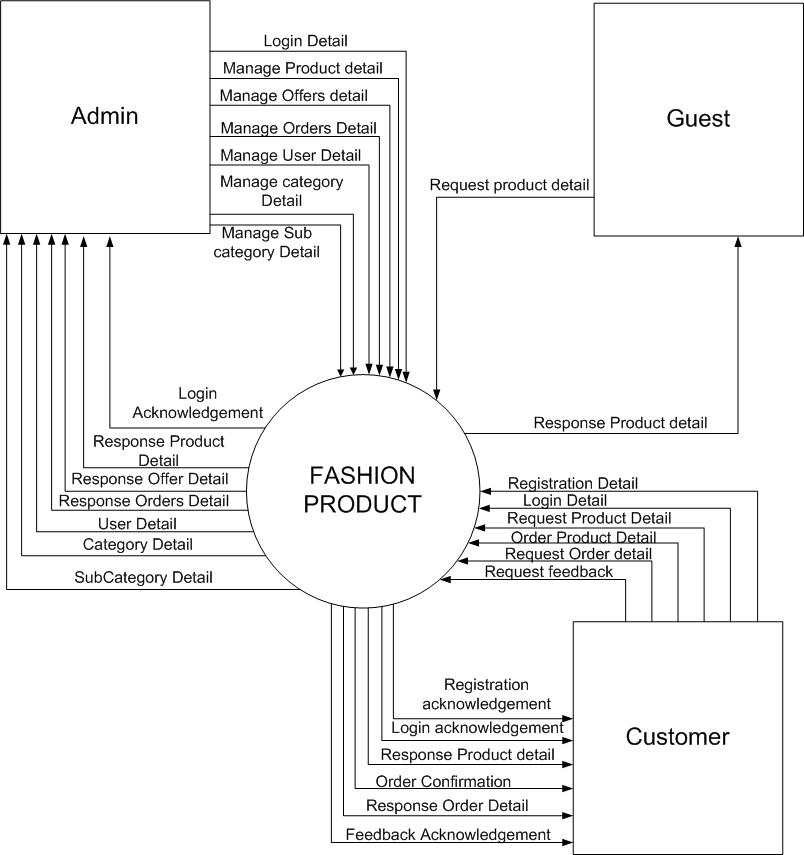 Admin
Login Detail
Manage Product detail
Manage Offers detail
Manage Orders Detail
Manage User Detail
Manage category
Detail
Manage Sub
category Detail
Guest
Request product detail
Response Product detail
Login
Acknowledgement
Response Product
Detail
Response Offer Detail
Response Orders Detail
User Detail
Category Detail
SubCategory Detail
FASHION
PRODUCT
Registration Detail
Login Detail
Request Product Detail
Order Product Detail
Request Order detail
Request feedback
Customer
Registration
acknowledgement
Login acknowledgement
Response Product detail
Order Confirmation
Response Order Detail
Feedback Acknowledgement